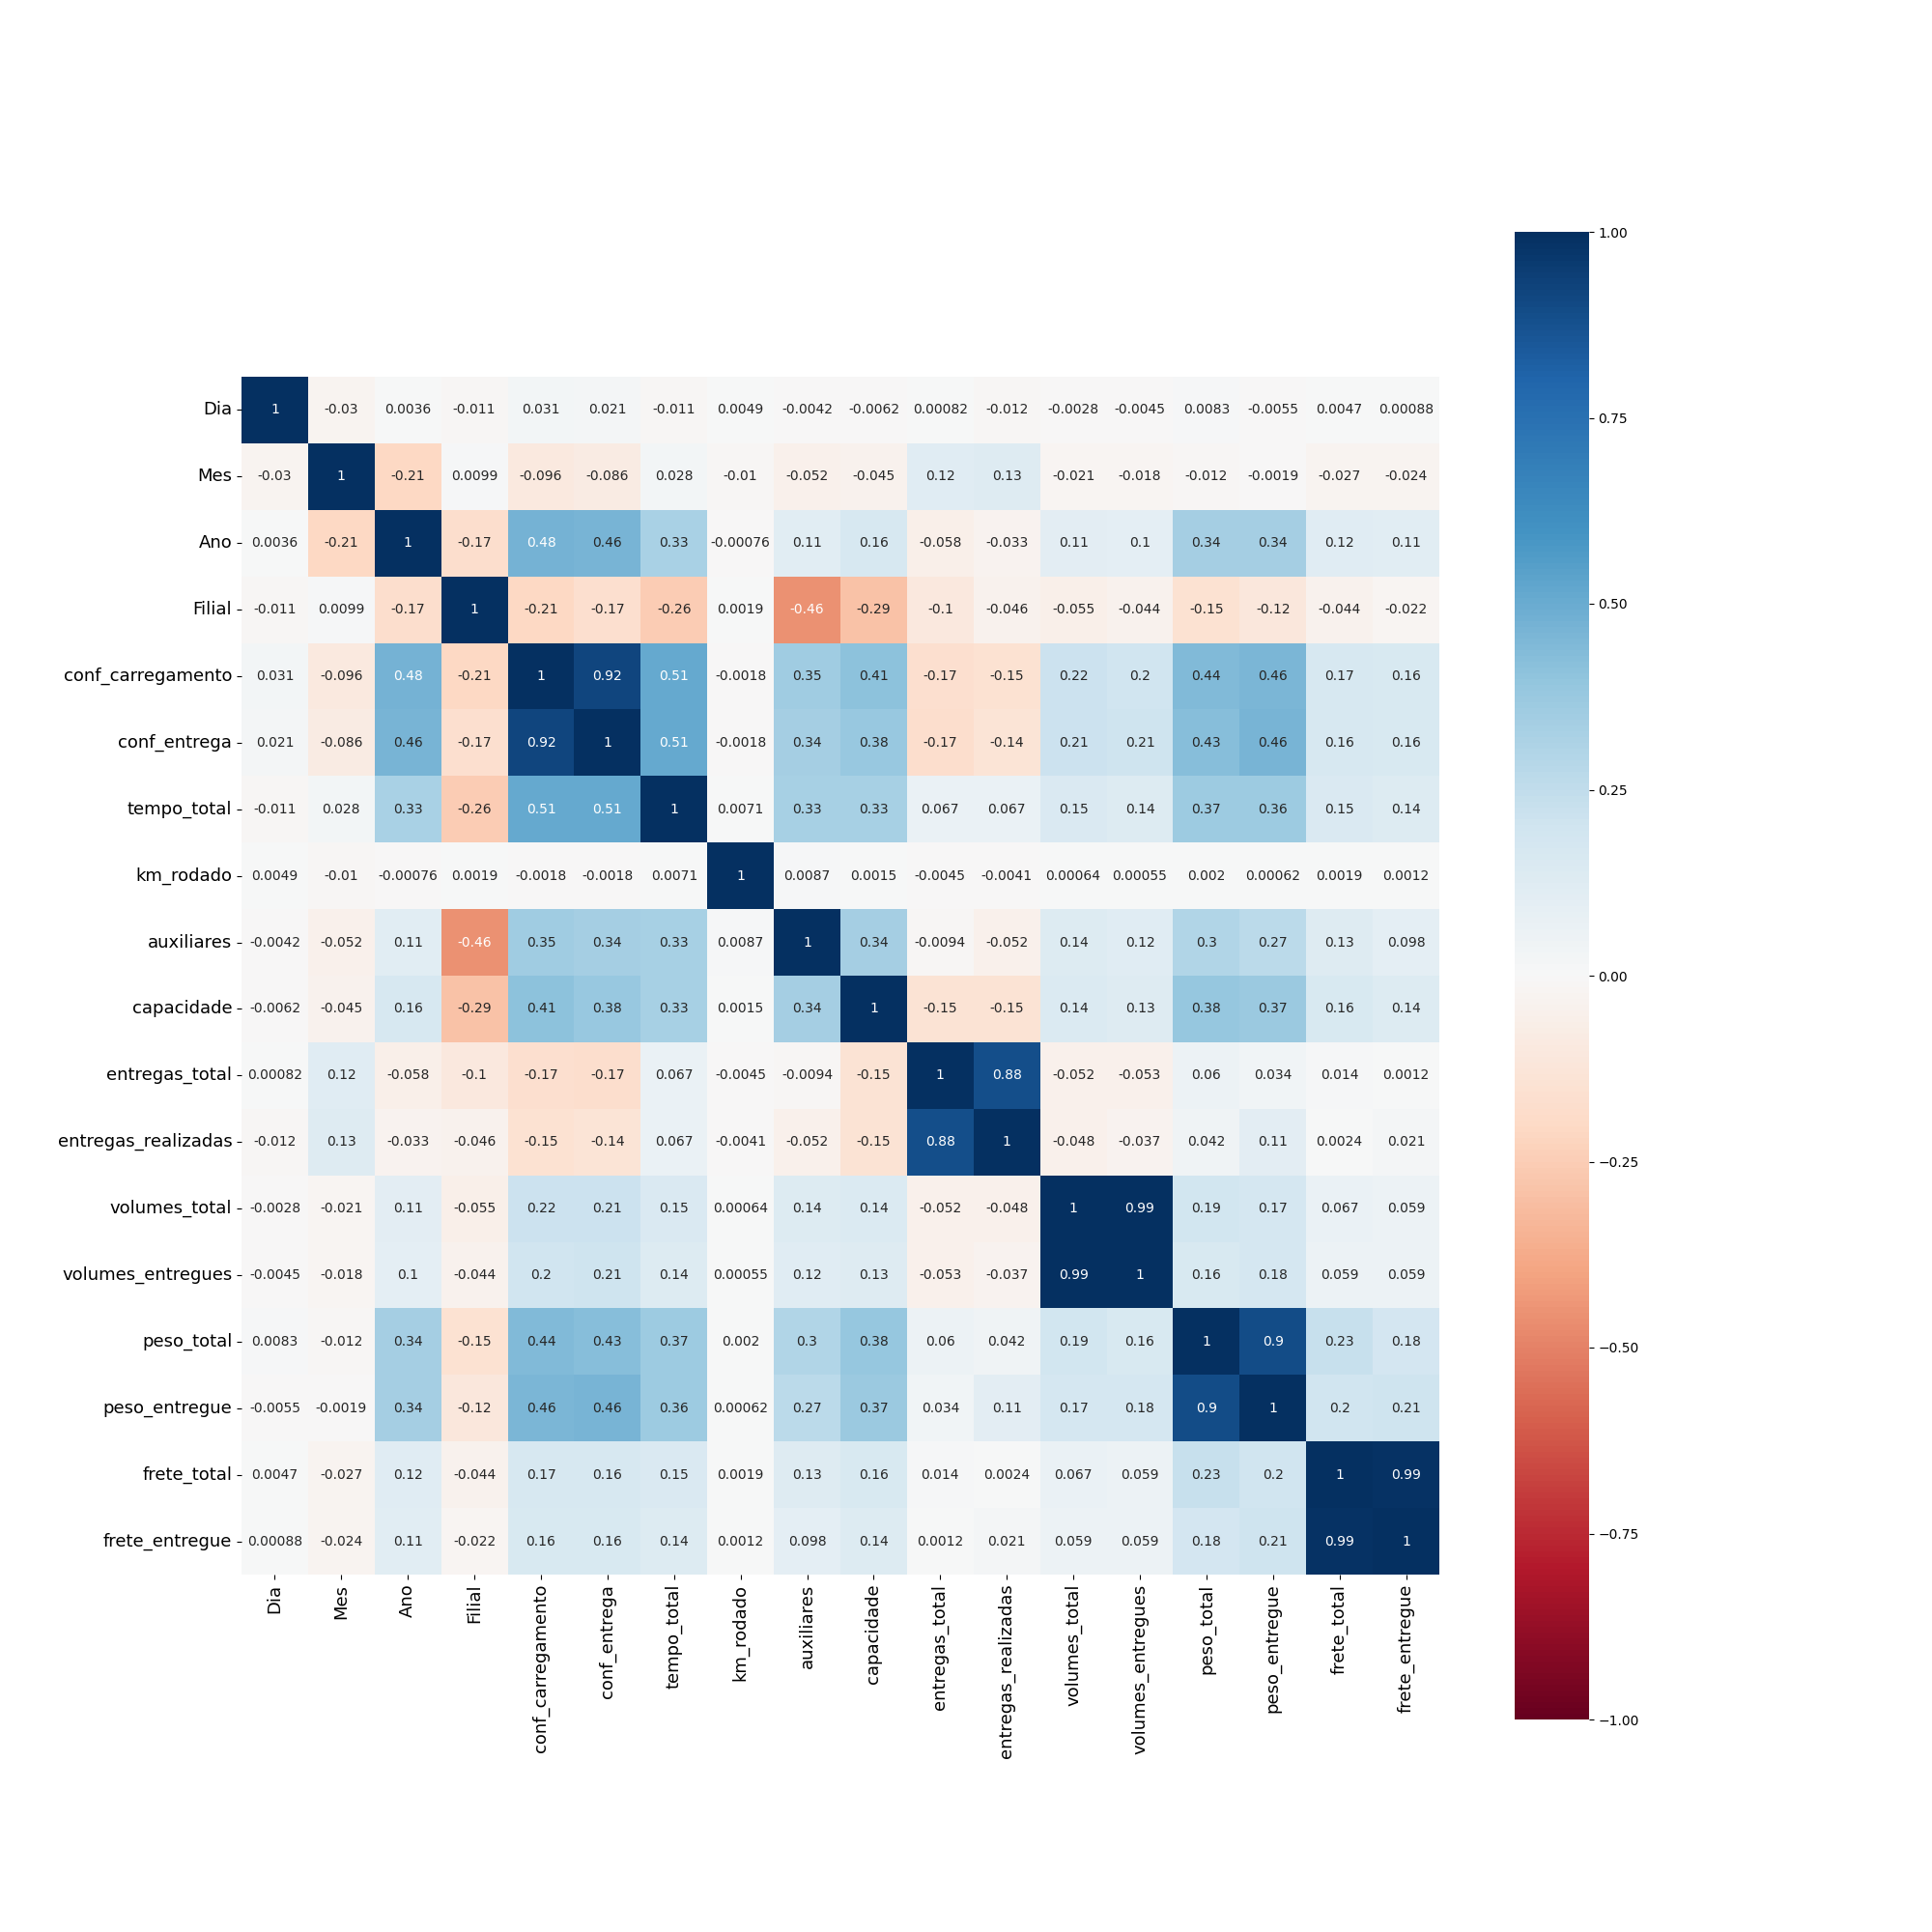 1.00
Dia 1 -0.03 0.0036 -0.011 0.031 0.021 -0.011 0.0049 -0.0042 -0.0062 0.00082 -0.012 -0.0028 -0.0045 0.0083 -0.0055 0.0047 0.00088
0.75
Mes -0.03 1 -0.21 0.0099 -0.096 -0.086 0.028 -0.01 -0.052 -0.045 0.12 0.13 -0.021 -0.018 -0.012 -0.0019 -0.027 -0.024
Ano 0.0036 -0.21 1 -0.17 0.48 0.46 0.33 -0.00076 0.11 0.16 -0.058 -0.033 0.11 0.1 0.34 0.34 0.12 0.11
Filial -0.011 0.0099 -0.17 1 -0.21 -0.17 -0.26 0.0019 -0.46 -0.29 -0.1 -0.046 -0.055 -0.044 -0.15 -0.12 -0.044 -0.022
0.50
conf_carregamento 0.031 -0.096 0.48 -0.21 1 0.92 0.51 -0.0018 0.35 0.41 -0.17 -0.15 0.22 0.2 0.44 0.46 0.17 0.16
conf_entrega 0.021 -0.086 0.46 -0.17 0.92 1 0.51 -0.0018 0.34 0.38 -0.17 -0.14 0.21 0.21 0.43 0.46 0.16 0.16
0.25
tempo_total -0.011 0.028 0.33 -0.26 0.51 0.51 1 0.0071 0.33 0.33 0.067 0.067 0.15 0.14 0.37 0.36 0.15 0.14
km_rodado 0.0049 -0.01 -0.00076 0.0019 -0.0018 -0.0018 0.0071 1 0.0087 0.0015 -0.0045 -0.0041 0.00064 0.00055 0.002 0.00062 0.0019 0.0012
auxiliares -0.0042 -0.052 0.11 -0.46 0.35 0.34 0.33 0.0087 1 0.34 -0.0094 -0.052 0.14 0.12 0.3 0.27 0.13 0.098
0.00
capacidade -0.0062 -0.045 0.16 -0.29 0.41 0.38 0.33 0.0015 0.34 1 -0.15 -0.15 0.14 0.13 0.38 0.37 0.16 0.14
entregas_total 0.00082 0.12 -0.058 -0.1 -0.17 -0.17 0.067 -0.0045 -0.0094 -0.15 1 0.88 -0.052 -0.053 0.06 0.034 0.014 0.0012
entregas_realizadas -0.012 0.13 -0.033 -0.046 -0.15 -0.14 0.067 -0.0041 -0.052 -0.15 0.88 1 -0.048 -0.037 0.042 0.11 0.0024 0.021
−0.25
volumes_total -0.0028 -0.021 0.11 -0.055 0.22 0.21 0.15 0.00064 0.14 0.14 -0.052 -0.048 1 0.99 0.19 0.17 0.067 0.059
volumes_entregues -0.0045 -0.018 0.1 -0.044 0.2 0.21 0.14 0.00055 0.12 0.13 -0.053 -0.037 0.99 1 0.16 0.18 0.059 0.059
peso_total 0.0083 -0.012 0.34 -0.15 0.44 0.43 0.37 0.002 0.3 0.38 0.06 0.042 0.19 0.16 1 0.9 0.23 0.18
−0.50
peso_entregue -0.0055 -0.0019 0.34 -0.12 0.46 0.46 0.36 0.00062 0.27 0.37 0.034 0.11 0.17 0.18 0.9 1 0.2 0.21
frete_total 0.0047 -0.027 0.12 -0.044 0.17 0.16 0.15 0.0019 0.13 0.16 0.014 0.0024 0.067 0.059 0.23 0.2 1 0.99
−0.75
frete_entregue 0.00088 -0.024 0.11 -0.022 0.16 0.16 0.14 0.0012 0.098 0.14 0.0012 0.021 0.059 0.059 0.18 0.21 0.99 1
Dia Mes Ano Filial conf_carregamento conf_entrega tempo_total km_rodado auxiliares capacidade entregas_total entregas_realizadas volumes_total volumes_entregues peso_total peso_entregue frete_total frete_entregue
−1.00